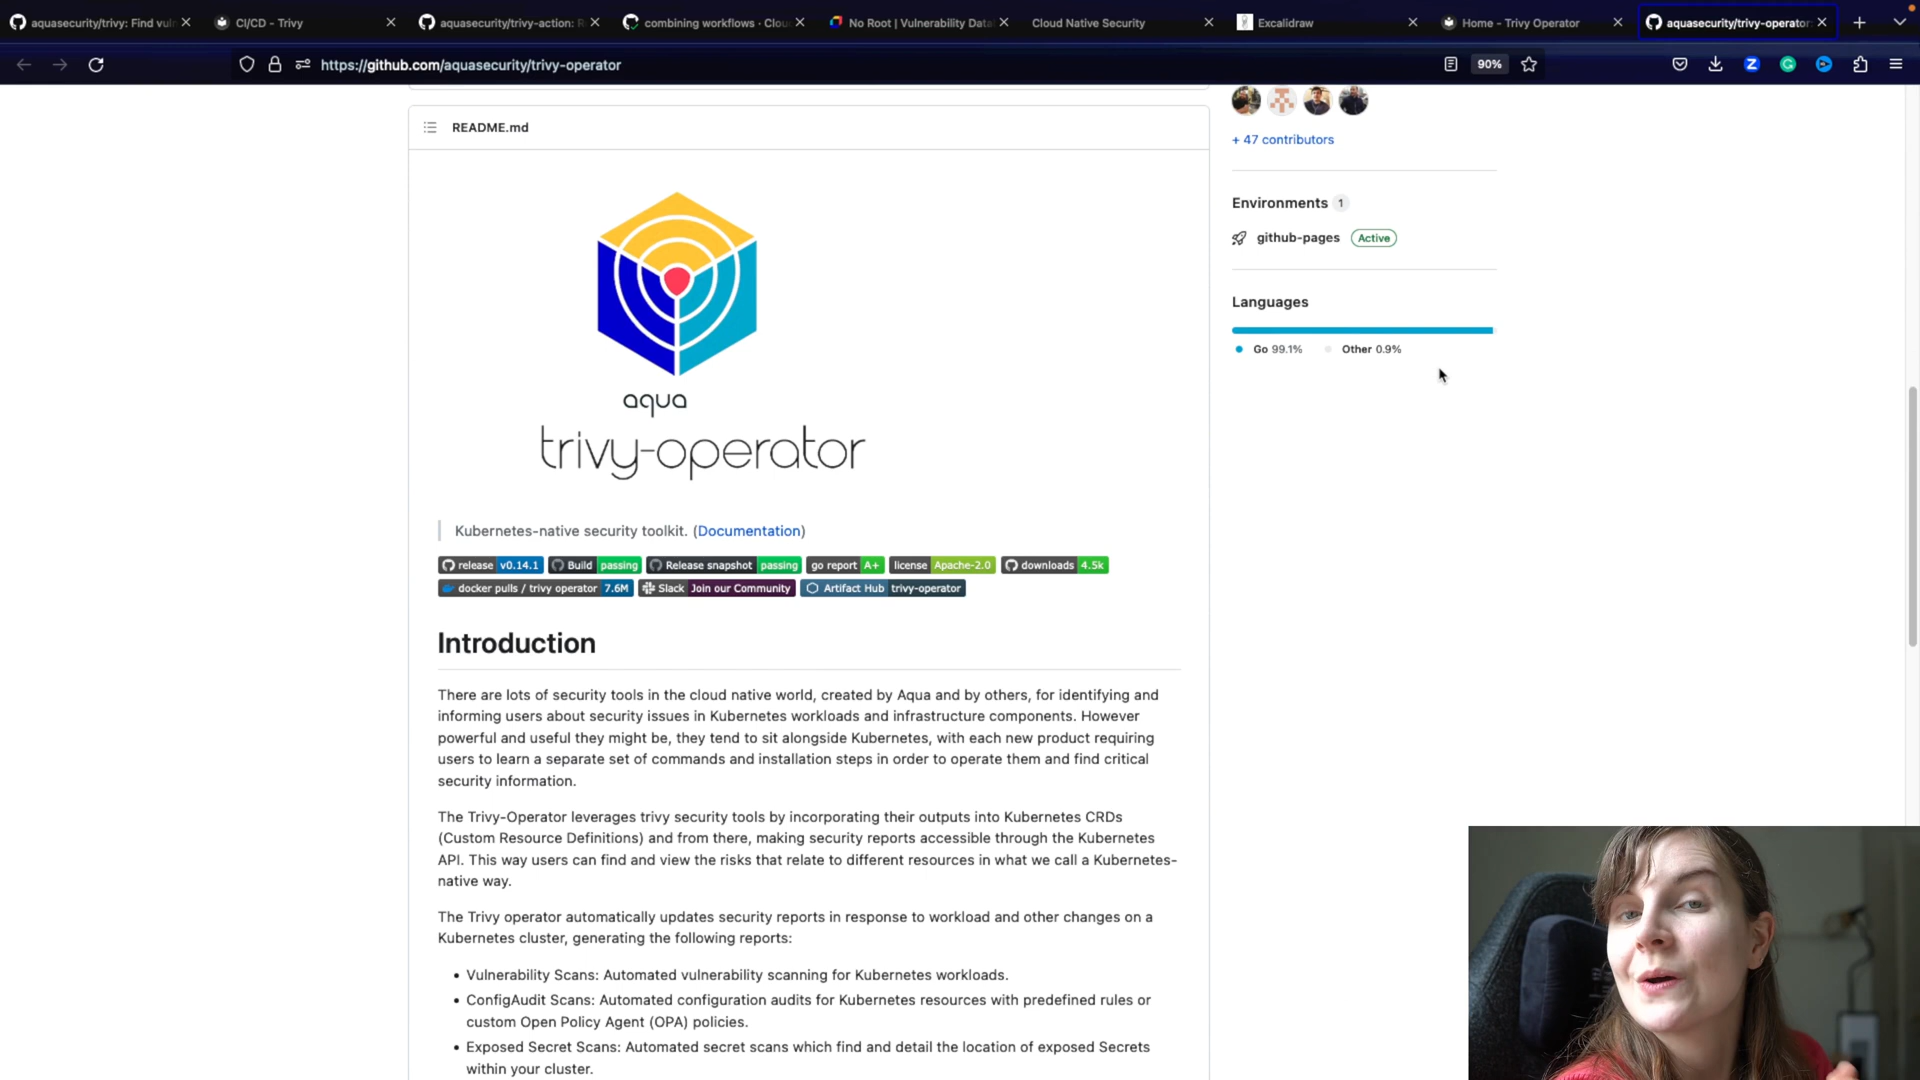 aquasecurity/trivy: Find vuln
CI/CD - Trivy
aquasecurity/trivy-action: R
combining workflows · Clou
No Root | Vulnerability Data
Cloud Native Security
Excalidraw
Home - Trivy Operator
aquasecurity/trivy-operator:
https://github.com/aquasecurity/trivy-operator
90%
README.md
aqua
trivy-operator
Kubernetes-native security toolkit. (Documentation)
release v0.14.1 Build passing Release snapshot passing go report A+ license Apache-2.0 downloads 4.5k
docker pulls / trivy operator 7.6M Slack Join our Community Artifact Hub trivy-operator
Introduction
There are lots of security tools in the cloud native world, created by Aqua and by others, for identifying and
informing users about security issues in Kubernetes workloads and infrastructure components. However
powerful and useful they might be, they tend to sit alongside Kubernetes, with each new product requiring
users to learn a separate set of commands and installation steps in order to operate them and find critical
security information.
The Trivy-Operator leverages trivy security tools by incorporating their outputs into Kubernetes CRDs
(Custom Resource Definitions) and from there, making security reports accessible through the Kubernetes
API. This way users can find and view the risks that relate to different resources in what we call a Kubernetes-
native way.
The Trivy operator automatically updates security reports in response to workload and other changes on a
Kubernetes cluster, generating the following reports:
• Vulnerability Scans: Automated vulnerability scanning for Kubernetes workloads.
• ConfigAudit Scans: Automated configuration audits for Kubernetes resources with predefined rules or
custom Open Policy Agent (OPA) policies.
• Exposed Secret Scans: Automated secret scans which find and detail the location of exposed Secrets
within your cluster.
+ 47 contributors
Environments 1
github-pages Active
Languages
Go 99.1% Other 0.9%